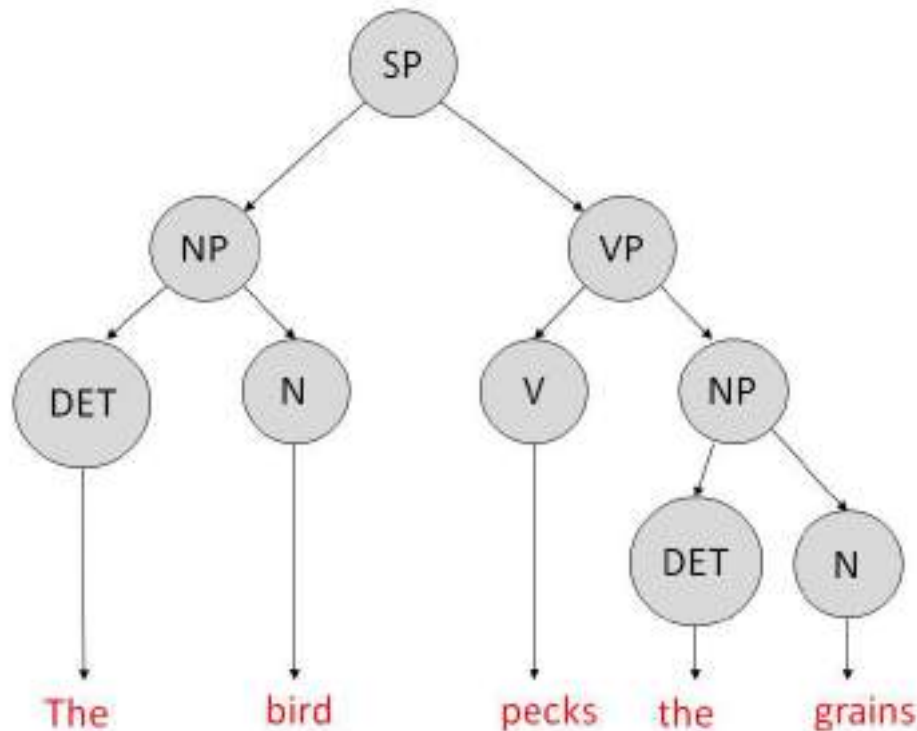 SP
NP VP
DET N V NP
DET N
The bird pecks the grains